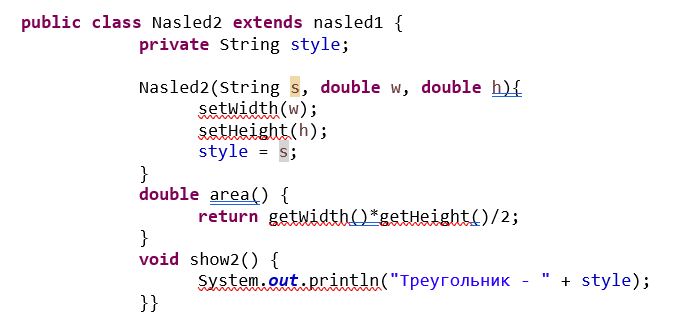 public class Nasled2 extends nasled1 {
private String style;
Nasled2(String s, double w, double h){
setWidth(w);
setHeight(h);
style = s;
}
double area() {
return getWidth()*getHeight()/2;
}
void show2() {
System.out.println("Треугольник - " + style);
}}